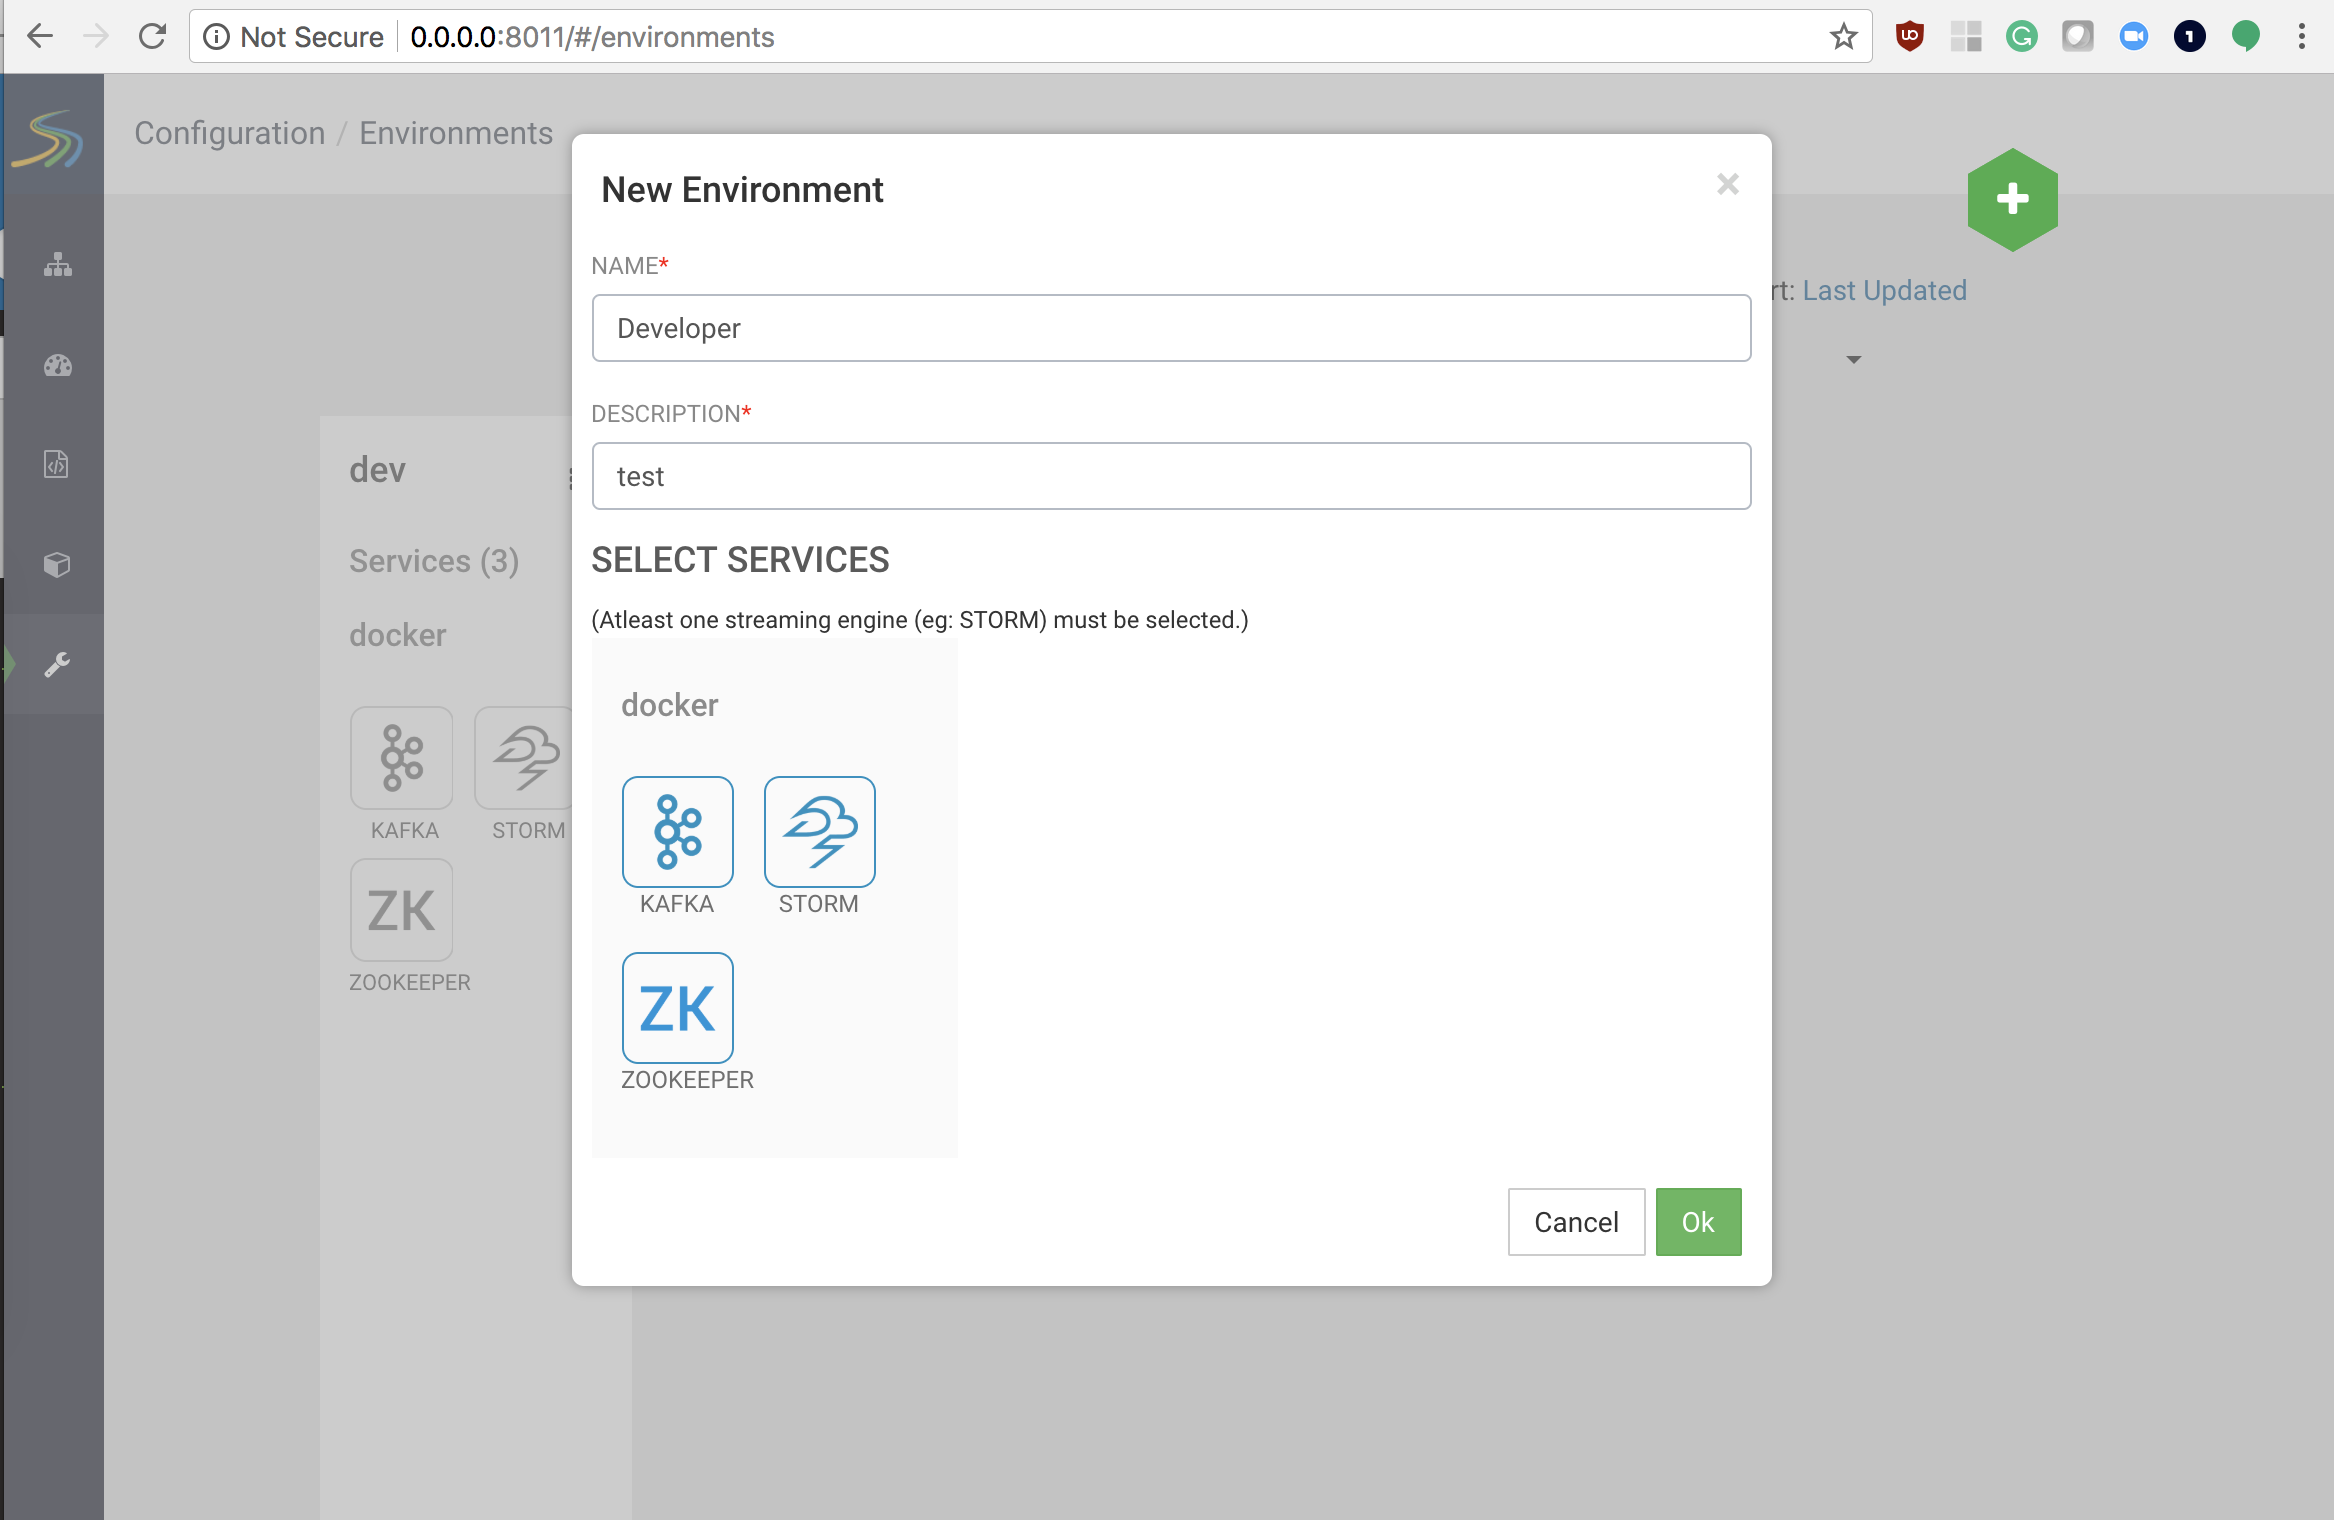 Not Secure 0.0.0.0:8011/#/environments
Configuration / Environments
New Environment
NAME*
Developer
DESCRIPTION*
test
SELECT SERVICES
(Atleast one streaming engine (eg: STORM) must be selected.)
docker
KAFKA STORM
ZK
ZOOKEEPER
Cancel Ok
rt: Last Updated
dev
Services (3)
docker
KAFKA STORM
ZK
ZOOKEEPER